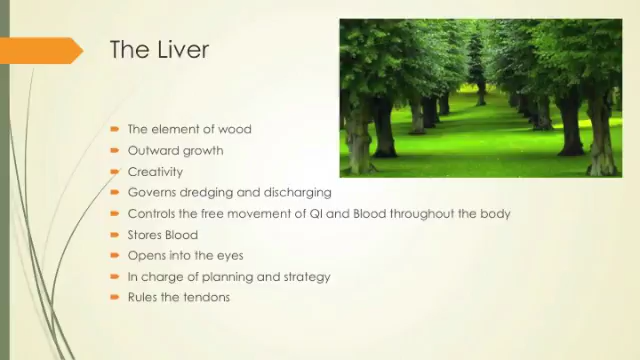 The Liver
The element of wood
Outward growth
Creativity
Governs dredging and discharging
Controls the free movement of QI and Blood throughout the body
Stores Blood
Opens into the eyes
In charge of planning and strategy
Rules the tendons